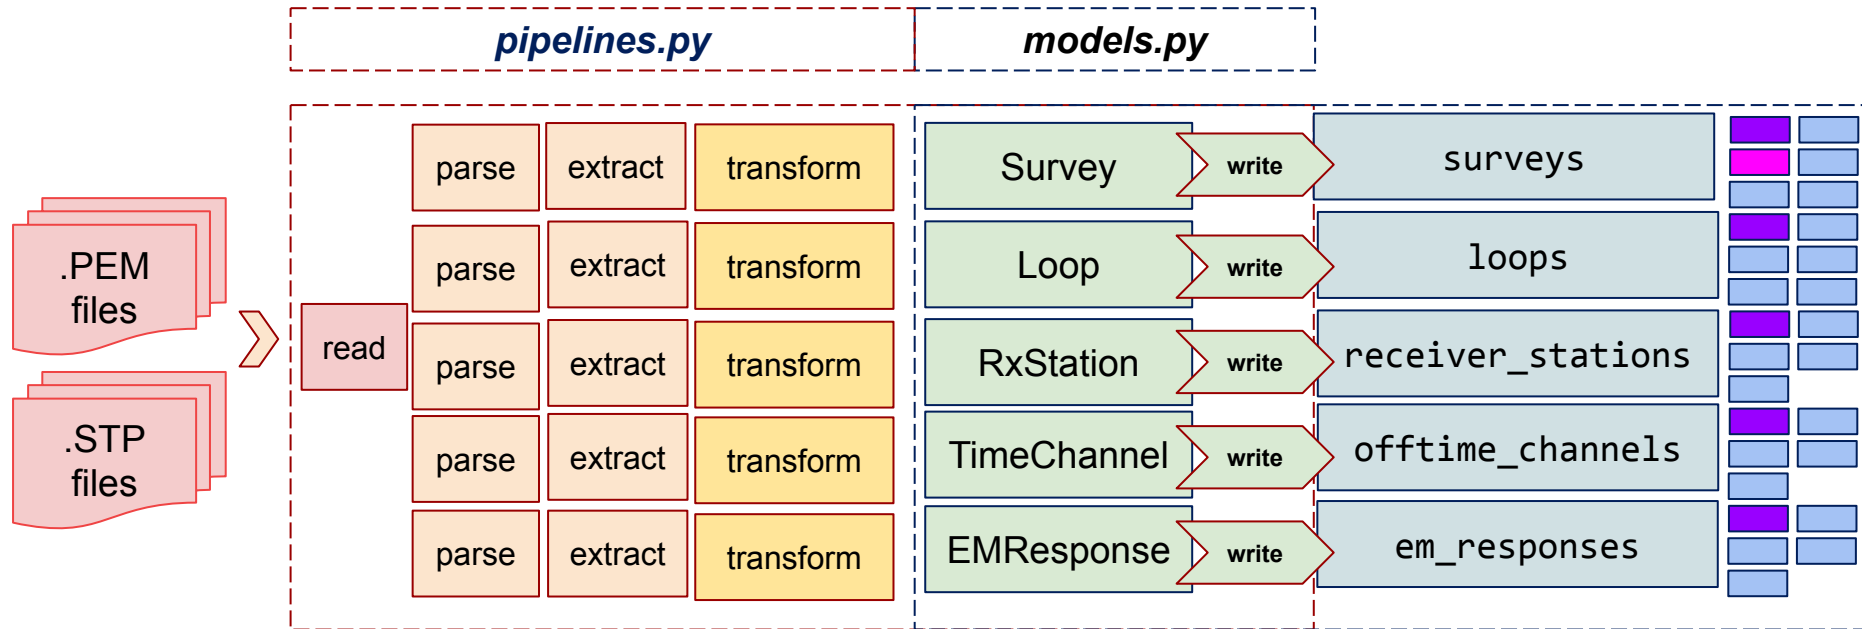 pipelines.py
models.py
.PEM
files
.STP
files
read
parse
extract
transform
Survey
write
surveys
parse
extract
transform
Loop
write
loops
parse
extract
transform
RxStation
write
receiver_stations
parse
extract
transform
TimeChannel
write
offtime_channels
parse
extract
transform
EMResponse
write
em_responses